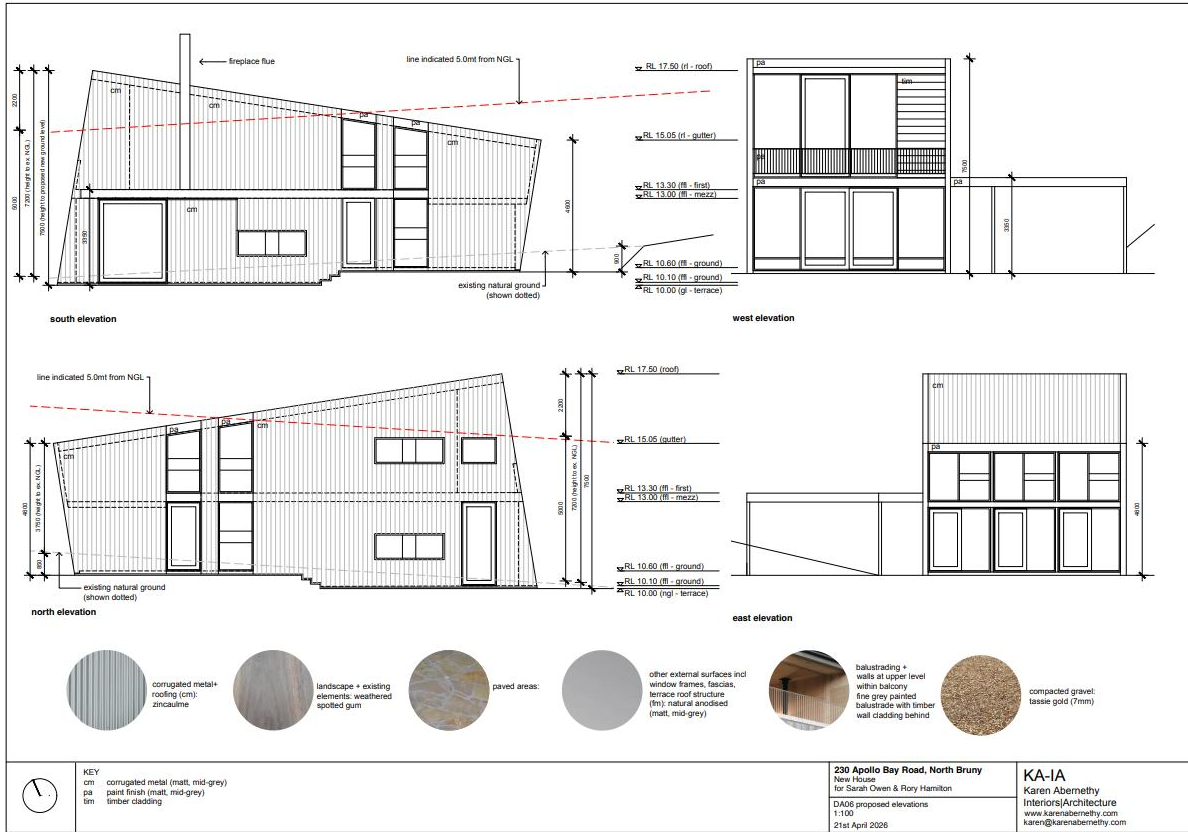 fireplace flue
line indicated 5.0mt from NGL
cm
cm
pa
pa
cm
cm
2200
5000
7200 (height to ex. NGL)
7500 (height to proposed new ground level)
3350
4600
900
existing natural ground
(shown dotted)
south elevation
RL 17.50 (rl - roof)
RL 15.05 (rl - gutter)
RL 13.30 (ffl - first)
RL 13.00 (ffl - mezz)
RL 10.60 (ffl - ground)
RL 10.10 (ffl - ground)
RL 10.00 (gl - terrace)
pa
tim
pa
pa
pa
7500
3350
west elevation
line indicated 5.0mt from NGL
pa
pa
cm
cm
4600
3750 (height to ex. NGL)
850
existing natural ground
(shown dotted)
2200
5000
7200 (height to ex. NGL)
7500
north elevation
RL 17.50 (roof)
RL 15.05 (gutter)
RL 13.30 (ffl - first)
RL 13.00 (ffl - mezz)
RL 10.60 (ffl - ground)
RL 10.10 (ffl - ground)
RL 10.00 (ngl - terrace)
cm
pa
4600
east elevation
corrugated metal+
roofing (cm):
zincaulme
landscape + existing
elements: weathered
spotted gum
paved areas:
other external surfaces incl
window frames, fascias,
terrace roof structure
(fm): natural anodised
(matt, mid-grey)
balustrading +
walls at upper level
within balcony
fine grey painted
balustrade with timber
wall cladding behind
compacted gravel:
tassie gold (7mm)
KEY
cm corrugated metal (matt, mid-grey)
pa paint finish (matt, mid-grey)
tim timber cladding
230 Apollo Bay Road, North Bruny
New House
for Sarah Owen & Rory Hamilton
DA06 proposed elevations
1:100
21st April 2026
KA-IA
Karen Abernethy
Interiors|Architecture
www.karenabernethy.com
karen@karenabernethy.com